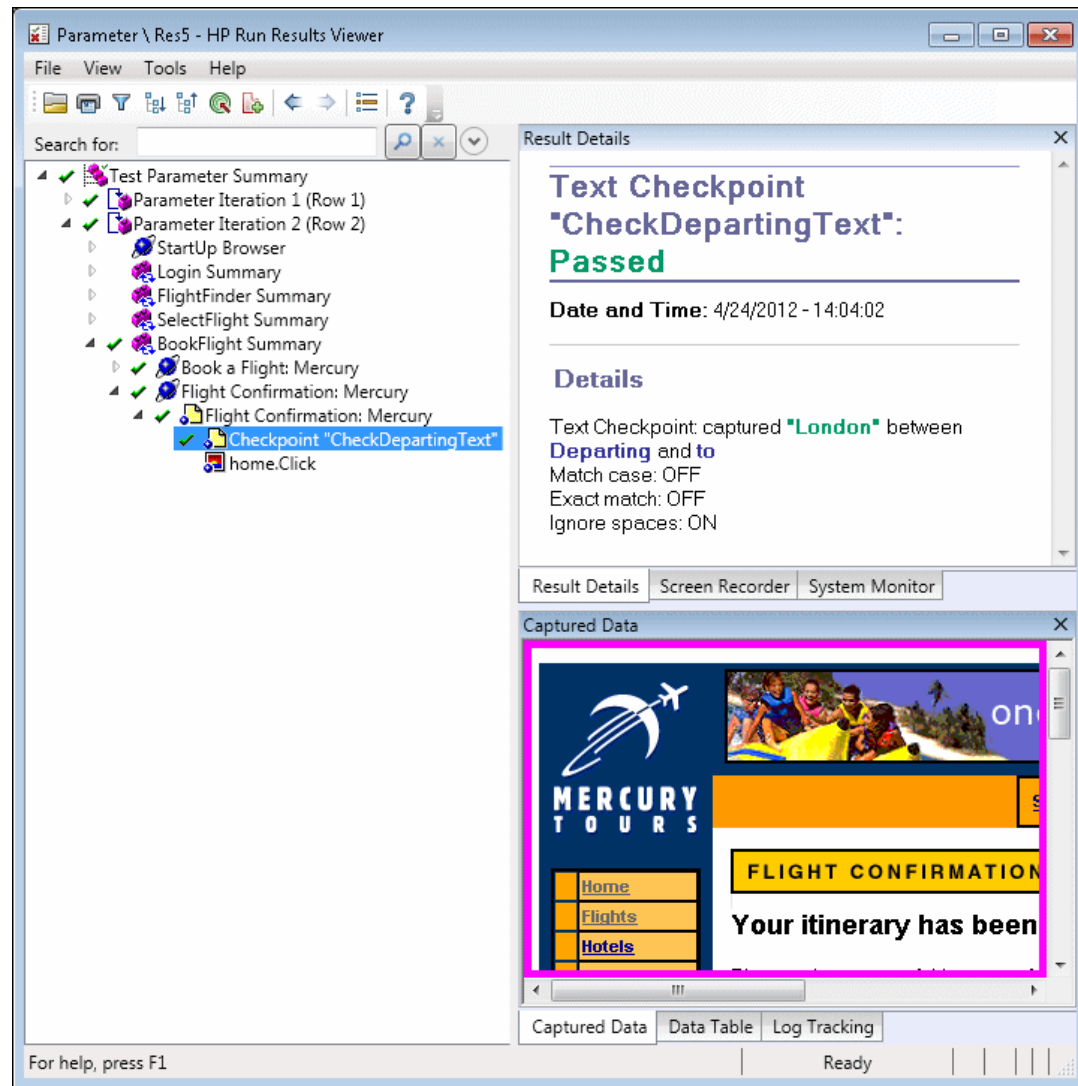 Parameter \ Res5 - HP Run Results Viewer
File View Tools Help
Search for:
Test Parameter Summary
Parameter Iteration 1 (Row 1)
Parameter Iteration 2 (Row 2)
StartUp Browser
Login Summary
FlightFinder Summary
SelectFlight Summary
BookFlight Summary
Book a Flight: Mercury
Flight Confirmation: Mercury
Flight Confirmation: Mercury
Checkpoint "CheckDepartingText"
home.Click
Result Details
Text Checkpoint
"CheckDepartingText":
Passed
Date and Time: 4/24/2012 - 14:04:02
Details
Text Checkpoint: captured "London" between
Departing and to
Match case: OFF
Exact match: OFF
Ignore spaces: ON
Result Details Screen Recorder System Monitor
Captured Data
MERCURY
TOURS
FLIGHT CONFIRMATION
Your itinerary has been
Home
Flights
Hotels
Captured Data Data Table Log Tracking
For help, press F1
Ready